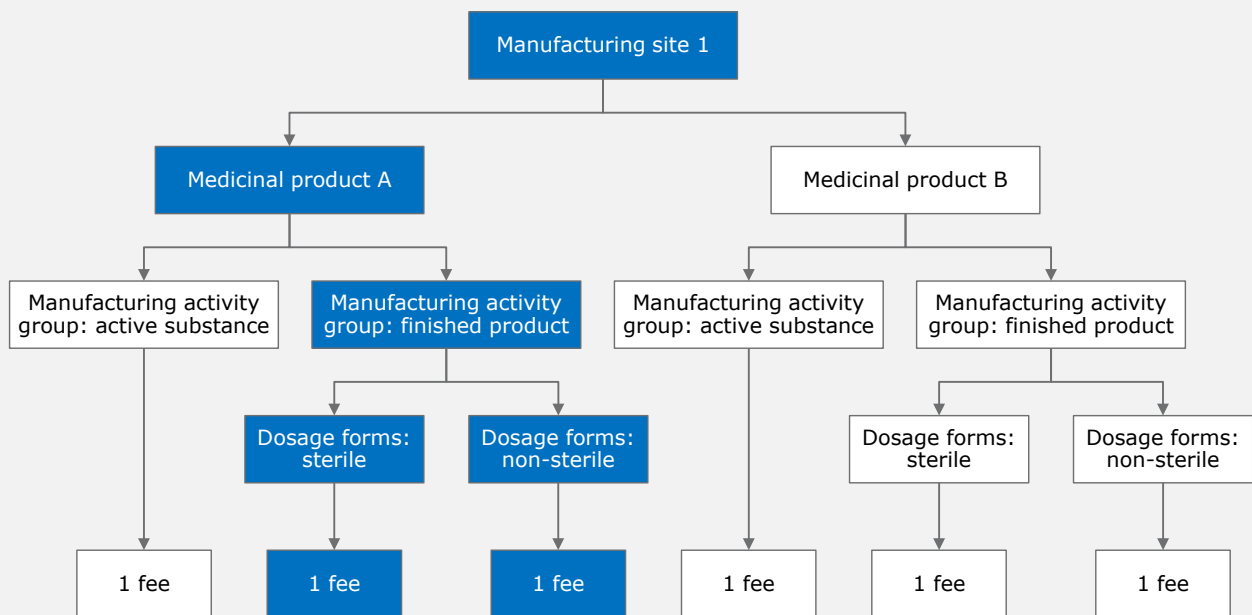 Manufacturing site 1
Medicinal product A
Medicinal product B
Manufacturing activity
group: active substance
Manufacturing activity
group: finished product
Manufacturing activity
group: active substance
Manufacturing activity
group: finished product
Dosage forms:
sterile
Dosage forms:
non-sterile
Dosage forms:
sterile
Dosage forms:
non-sterile
1 fee
1 fee
1 fee
1 fee
1 fee
1 fee